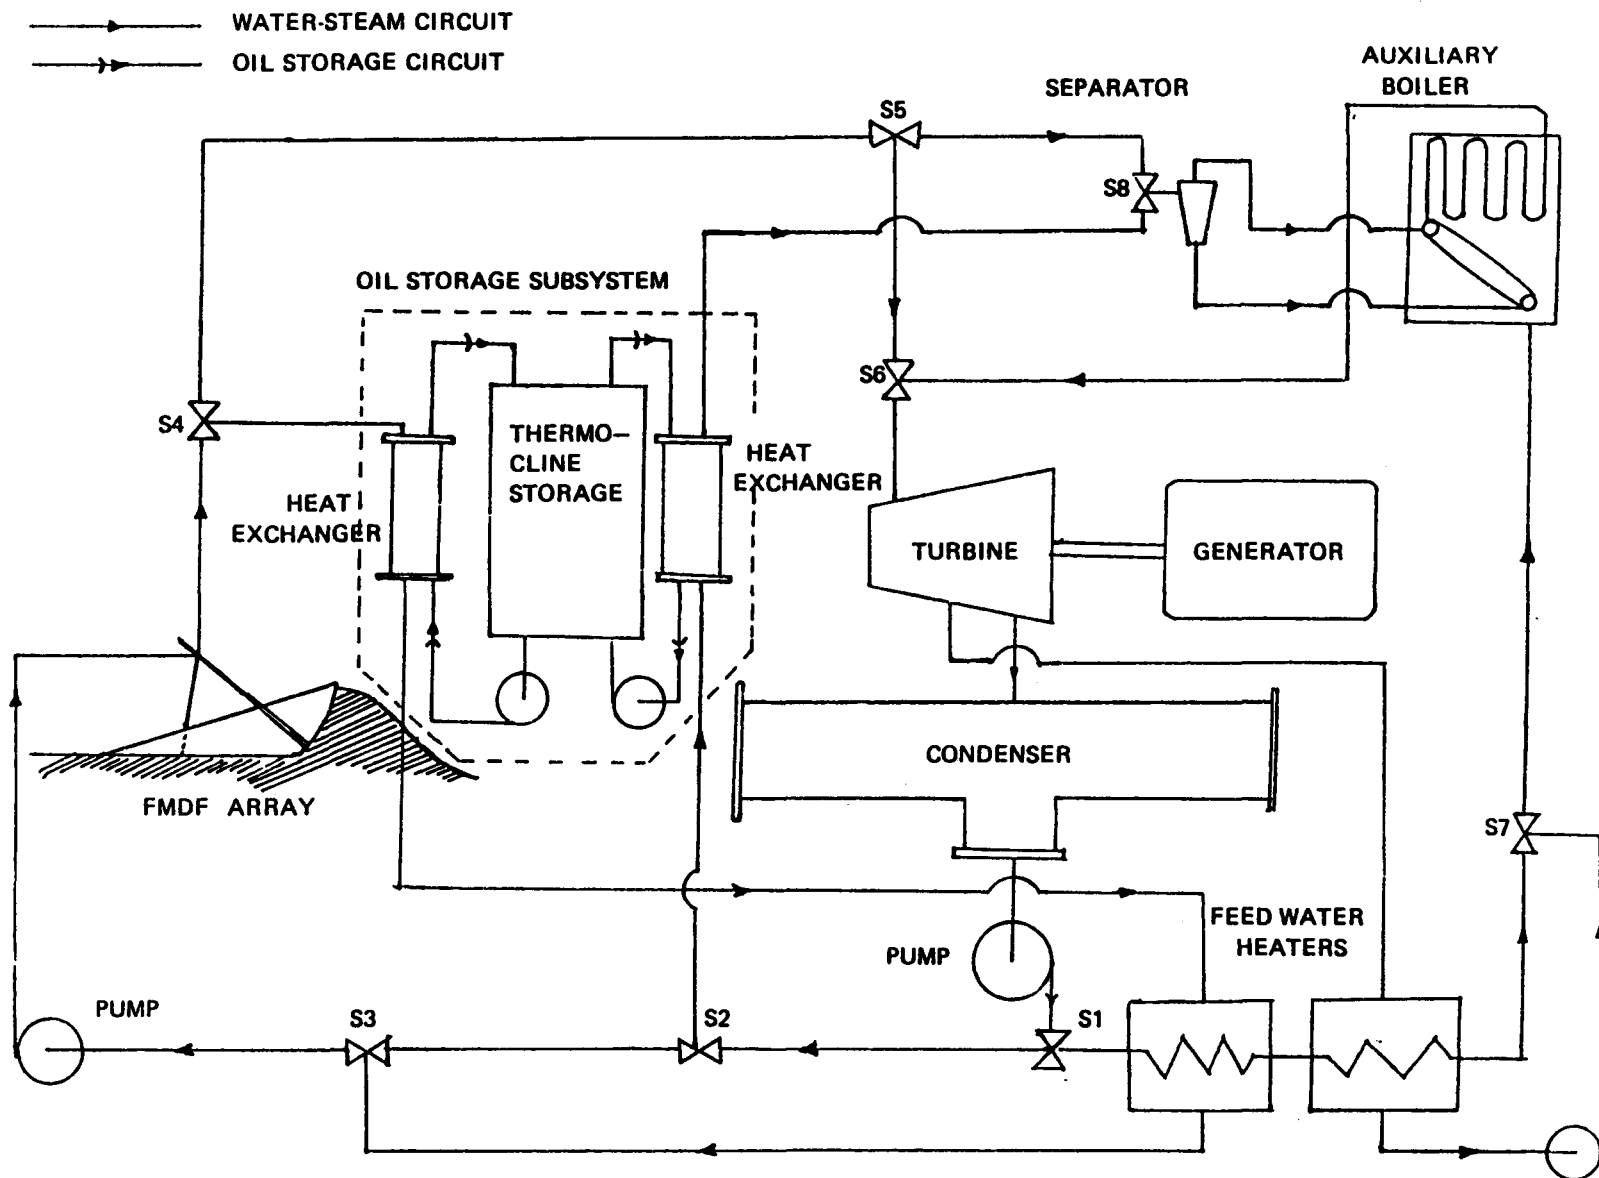 WATER-STEAM CIRCUIT
OIL STORAGE CIRCUIT
AUXILIARY
BOILER
SEPARATOR
S5
S8
OIL STORAGE SUBSYSTEM
S6
S4
THERMO-
CLINE
STORAGE
HEAT
EXCHANGER
HEAT
EXCHANGER
TURBINE
GENERATOR
CONDENSER
FMDF ARRAY
S7
FEED WATER
HEATERS
PUMP
PUMP
S3
S2
S1